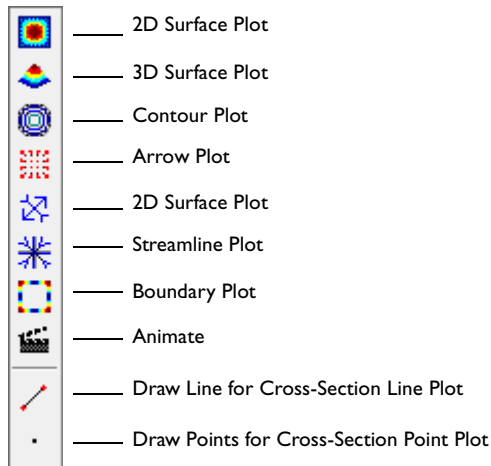 2D Surface Plot
3D Surface Plot
Contour Plot
Arrow Plot
2D Surface Plot
Streamline Plot
Boundary Plot
Animate
Draw Line for Cross-Section Line Plot
Draw Points for Cross-Section Point Plot